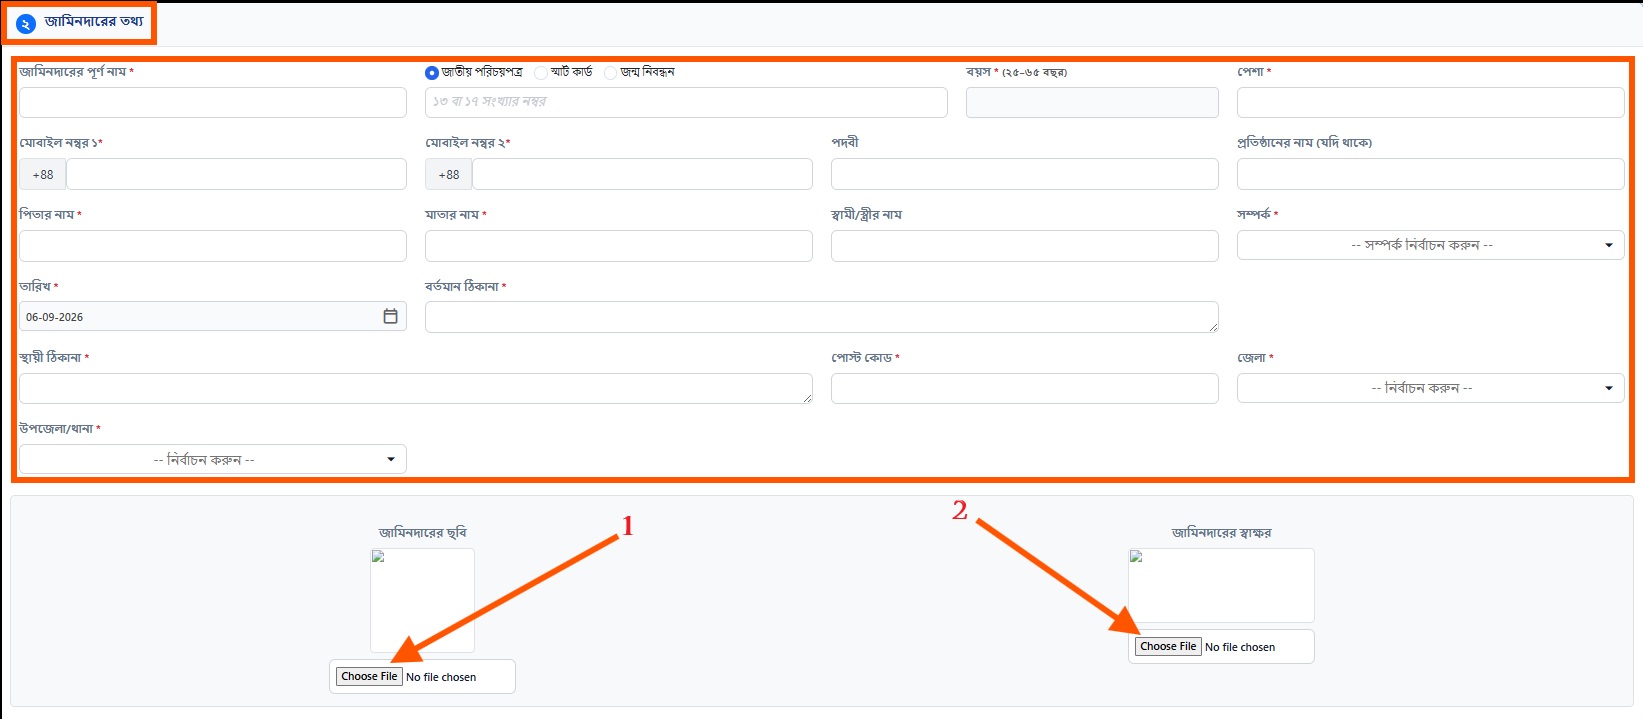 ২ জামিনদারের তথ্য
জামিনদারের পূর্ণ নাম * জাতীয় পরিচয়পত্র স্মার্ট কার্ড জন্ম নিবন্ধন বয়স * (২৫-৬৫ বছর) পেশা *
১৩ বা ১৭ সংখ্যার নম্বর
মোবাইল নম্বর ১* মোবাইল নম্বর ২* পদবী প্রতিষ্ঠানের নাম (যদি থাকে)
+88 +88
পিতার নাম * মাতার নাম * স্বামী/স্ত্রীর নাম সম্পর্ক *
-- সম্পর্ক নির্বাচন করুন --
তারিখ * বর্তমান ঠিকানা *
06-09-2026
স্থায়ী ঠিকানা * পোস্ট কোড * জেলা *
-- নির্বাচন করুন --
উপজেলা/থানা *
-- নির্বাচন করুন --
1 2
জামিনদারের ছবি জামিনদারের স্বাক্ষর
Choose File No file chosen
Choose File No file chosen